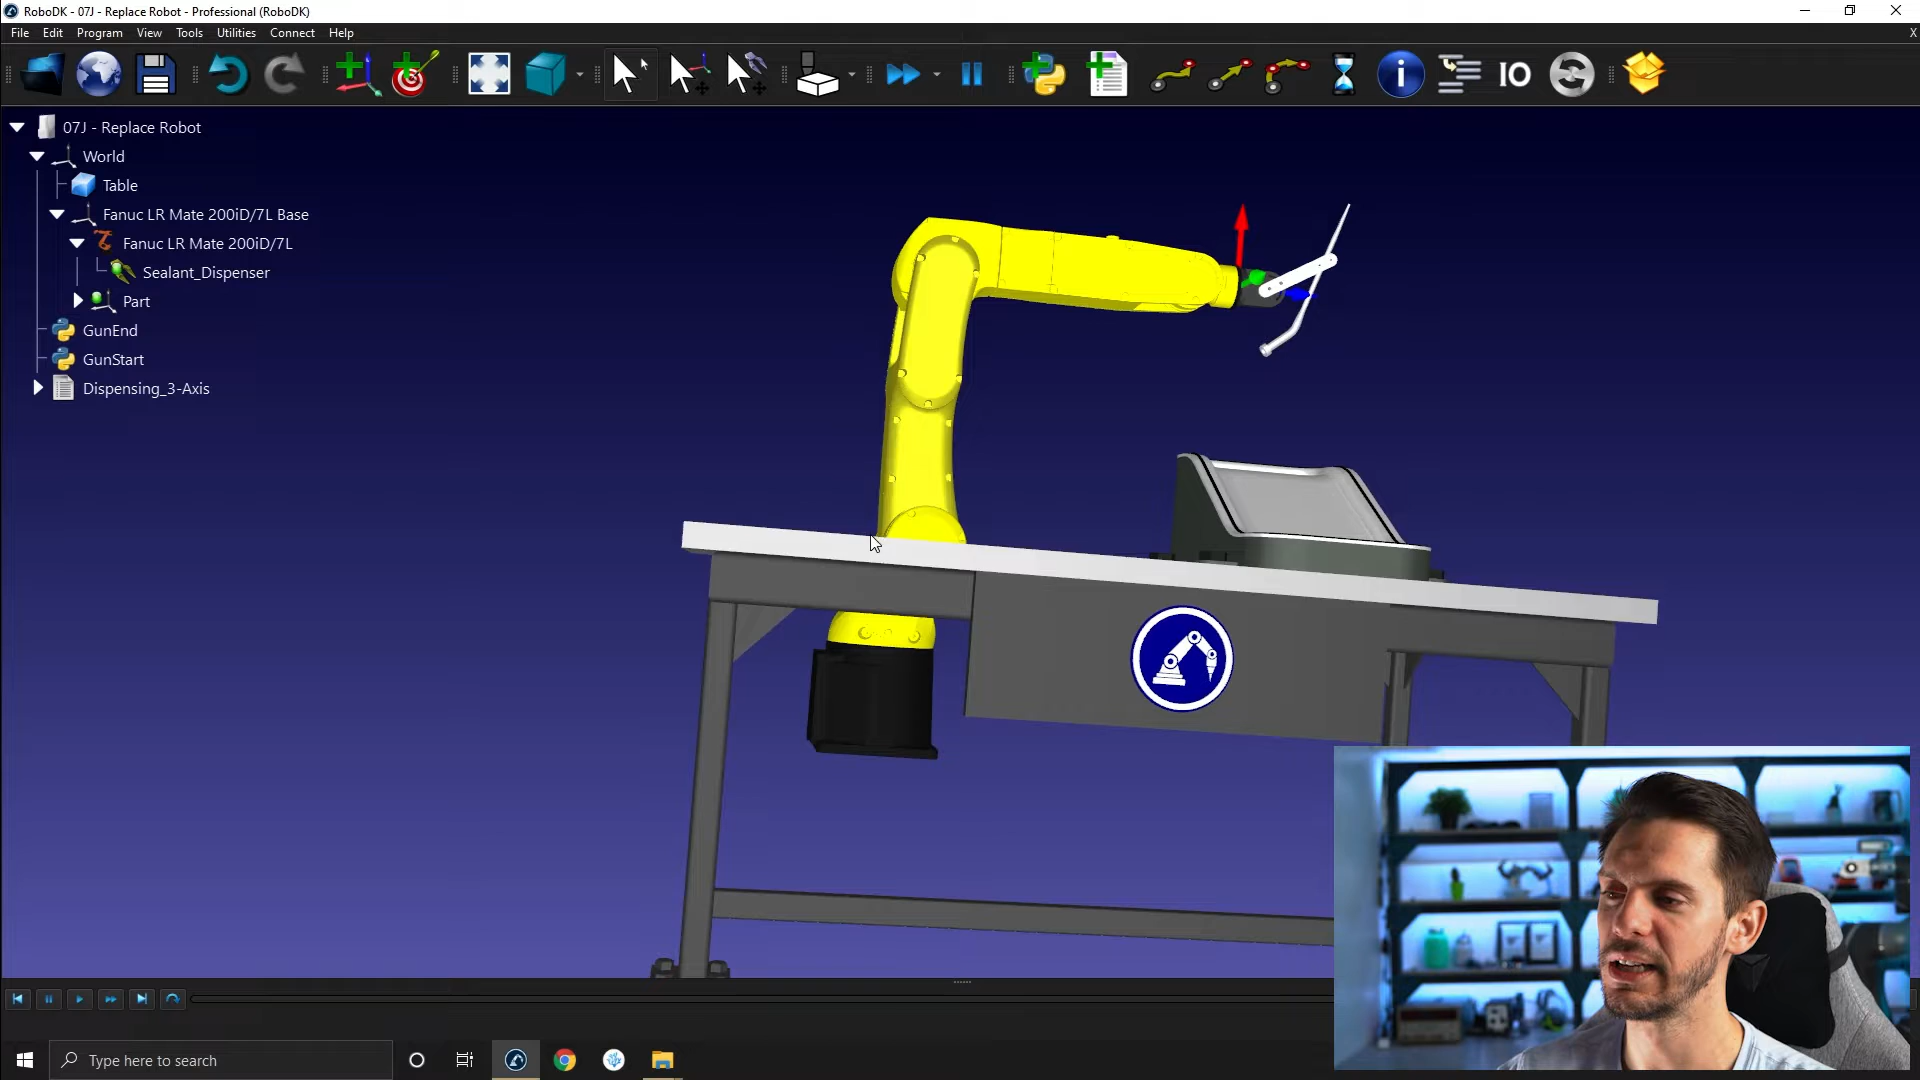 RoboDK - 07J - Replace Robot - Professional (RoboDK)
File Edit Program View Tools Utilities Connect Help
X
IO
07J - Replace Robot
World
Table
Fanuc LR Mate 200iD/7L Base
Fanuc LR Mate 200iD/7L
Sealant_Dispenser
Part
GunEnd
GunStart
Dispensing_3-Axis
Type here to search